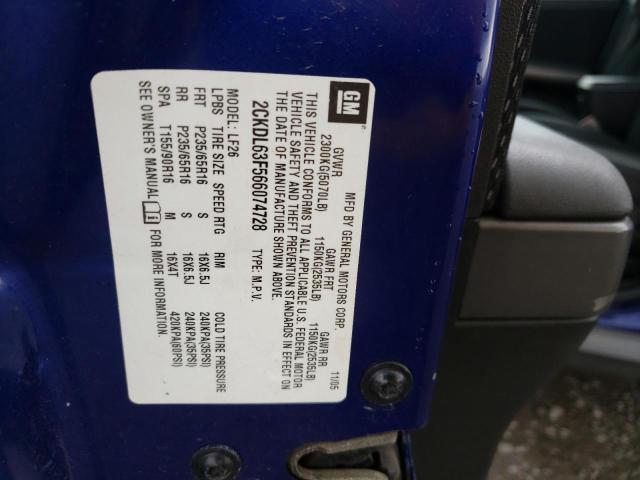 GM
MFD BY GENERAL MOTORS CORP. 11/05
GVWR GAWR FRT GAWR RR
2300KG(5070LB) 1150KG(2535LB) 1150KG(2535LB)
THIS VEHICLE CONFORMS TO ALL APPLICABLE U.S. FEDERAL MOTOR
VEHICLE SAFETY AND THEFT PREVENTION STANDARDS IN EFFECT ON
THE DATE OF MANUFACTURE SHOWN ABOVE.
2CKDL63F566074728 TYPE: M.P.V.
MODEL: LF26
LPBS TIRE SIZE SPEED RTG RIM COLD TIRE PRESSURE
FRT P235/65R16 S 16X6.5J 240KPA(35PSI)
RR P235/65R16 S 16X6.5J 240KPA(35PSI)
SPA T155/90R16 M 16X4T 420KPA(60PSI)
SEE OWNER'S MANUAL FOR MORE INFORMATION.